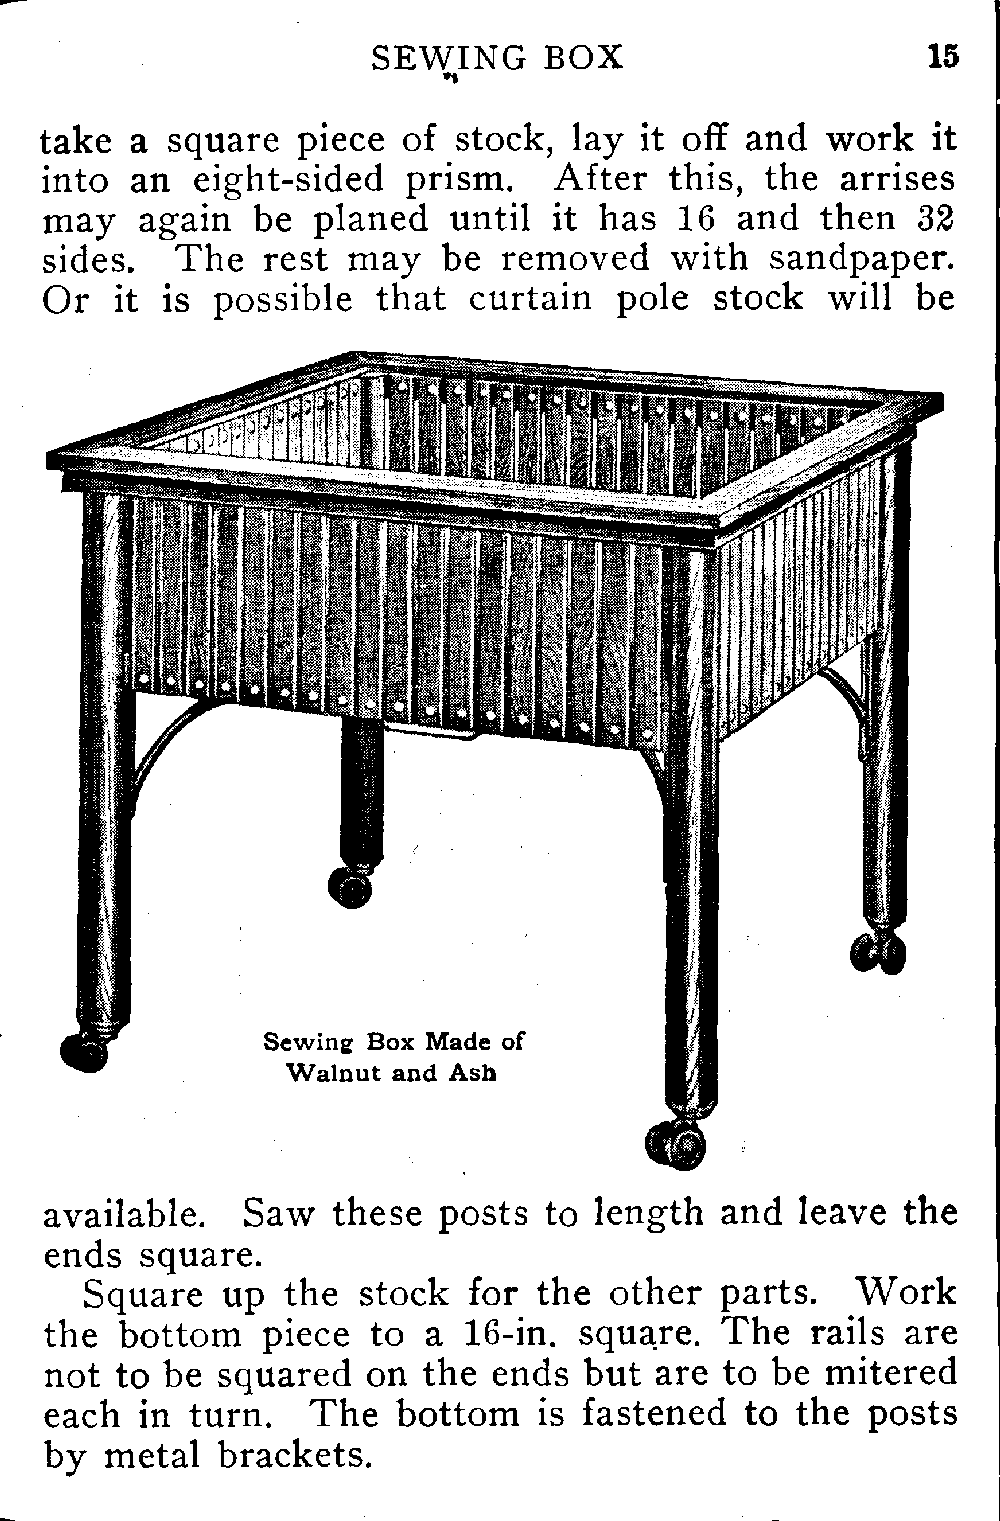 SEWING BOX 15
take a square piece of stock, lay it off and work it
into an eight-sided prism. After this, the arrises
may again be planed until it has 16 and then 32
sides. The rest may be removed with sandpaper.
Or it is possible that curtain pole stock will be
Sewing Box Made of
Walnut and Ash
available. Saw these posts to length and leave the
ends square.
Square up the stock for the other parts. Work
the bottom piece to a 16-in. square. The rails are
not to be squared on the ends but are to be mitered
each in turn. The bottom is fastened to the posts
by metal brackets.